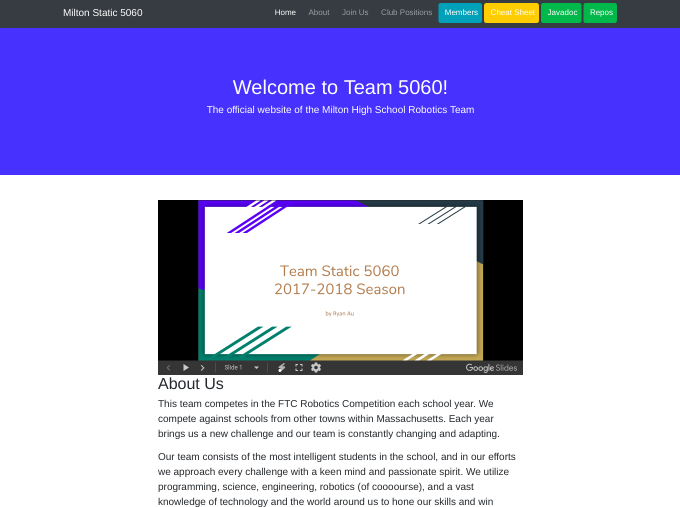 Milton Static 5060
Home About Join Us Club Positions Members Cheat Sheet Javadoc Repos
Welcome to Team 5060!
The official website of the Milton High School Robotics Team
Team Static 5060
2017-2018 Season
by Ryan Au
Slide 1
Google Slides
About Us
This team competes in the FTC Robotics Competition each school year. We
compete against schools from other towns within Massachusetts. Each year
brings us a new challenge and our team is constantly changing and adapting.
Our team consists of the most intelligent students in the school, and in our efforts
we approach every challenge with a keen mind and passionate spirit. We utilize
programming, science, engineering, robotics (of coooourse), and a vast
knowledge of technology and the world around us to hone our skills and win